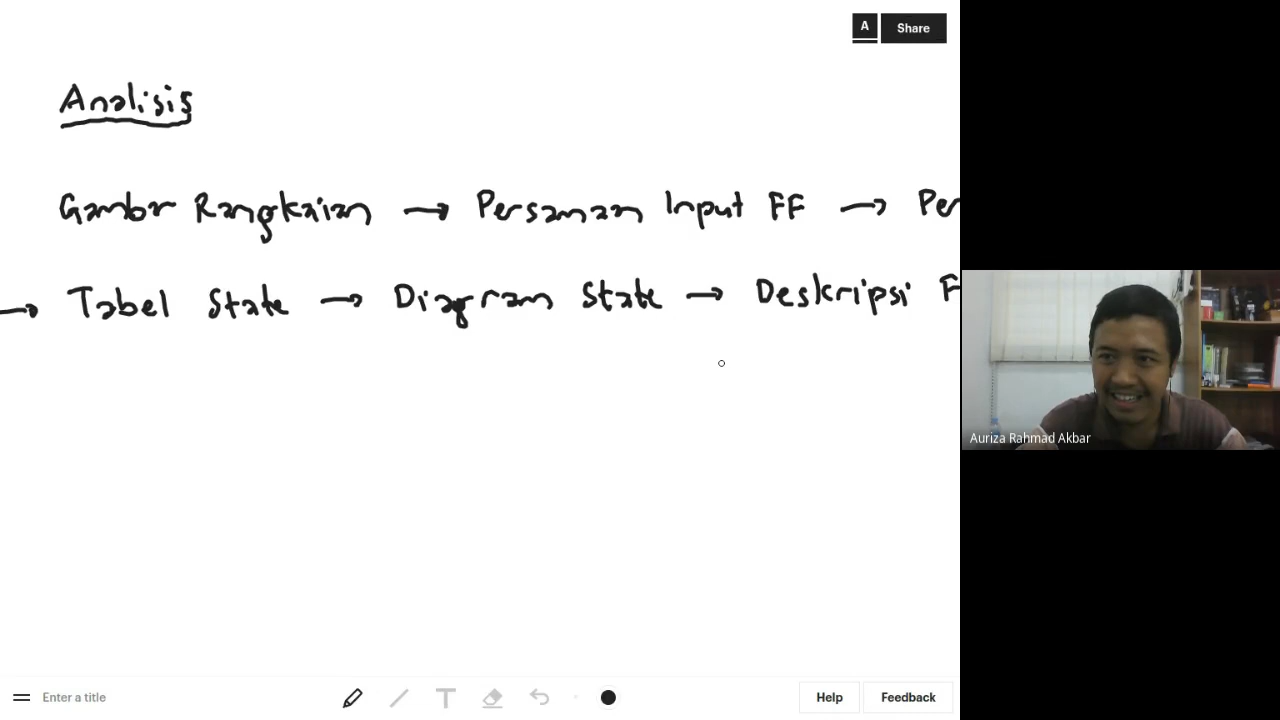 A Share
Analisis
Gambar Rangkaian → Persamaan Input FF → Per
→ Tabel State → Diagram State → Deskripsi F
Auriza Rahmad Akbar
Enter a title
T
Help Feedback